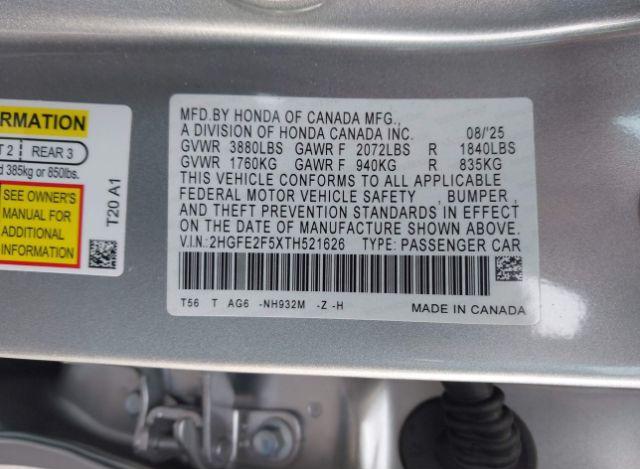 RMATION
T 2 REAR 3
d 385kg or 850lbs.
SEE OWNER'S
MANUAL FOR
ADDITIONAL
INFORMATION
T20 A1
MFD.BY HONDA OF CANADA MFG.,
A DIVISION OF HONDA CANADA INC. 08/'25
GVWR 3880LBS GAWR F 2072LBS R 1840LBS
GVWR 1760KG GAWR F 940KG R 835KG
THIS VEHICLE CONFORMS TO ALL APPLICABLE
FEDERAL MOTOR VEHICLE SAFETY , BUMPER ,
AND THEFT PREVENTION STANDARDS IN EFFECT
ON THE DATE OF MANUFACTURE SHOWN ABOVE.
V.I.N.: 2HGFE2F5XTH521626 TYPE: PASSENGER CAR
T56 T AG6 -NH932M -Z -H
MADE IN CANADA